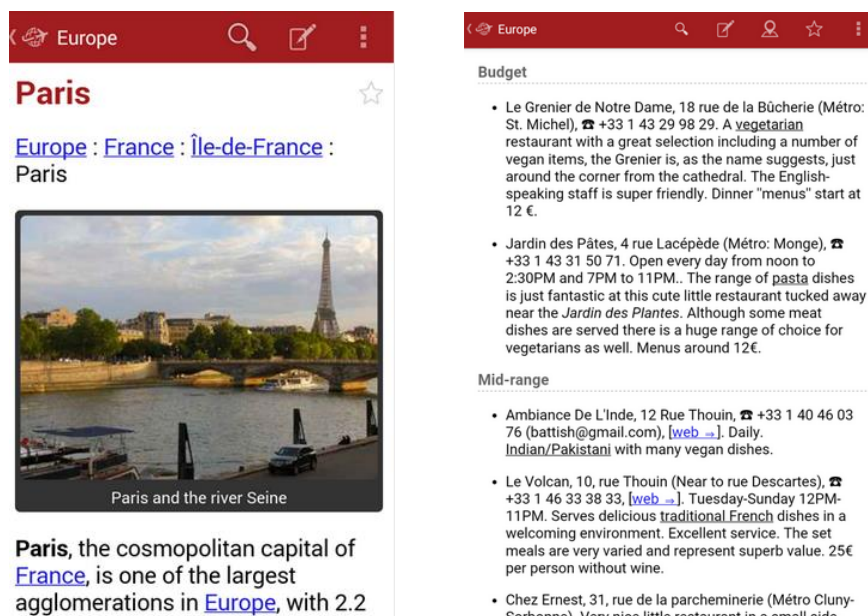 Europe
Paris
Europe : France : Île-de-France :
Paris
Paris and the river Seine
Paris, the cosmopolitan capital of
France, is one of the largest
agglomerations in Europe, with 2.2
Europe
Budget
• Le Grenier de Notre Dame, 18 rue de la Bûcherie (Métro:
St. Michel), ☎ +33 1 43 29 98 29. A vegetarian
restaurant with a great selection including a number of
vegan items, the Grenier is, as the name suggests, just
around the corner from the cathedral. The English-
speaking staff is super friendly. Dinner "menus" start at
12 €.
• Jardin des Pâtes, 4 rue Lacépède (Métro: Monge), ☎
+33 1 43 31 50 71. Open every day from noon to
2:30PM and 7PM to 11PM.. The range of pasta dishes
is just fantastic at this cute little restaurant tucked away
near the Jardin des Plantes. Although some meat
dishes are served there is a huge range of choice for
vegetarians as well. Menus around 12€.
Mid-range
• Ambiance De L'Inde, 12 Rue Thouin, ☎ +33 1 40 46 03
76 (battish@gmail.com), [web ⇒]. Daily.
Indian/Pakistani with many vegan dishes.
• Le Volcan, 10, rue Thouin (Near to rue Descartes), ☎
+33 1 46 33 38 33, [web ⇒]. Tuesday-Sunday 12PM-
11PM. Serves delicious traditional French dishes in a
welcoming environment. Excellent service. The set
meals are very varied and represent superb value. 25€
per person without wine.
• Chez Ernest, 31, rue de la parcheminerie (Métro Cluny-
Sorbonne). Very nice little restaurant in a small side